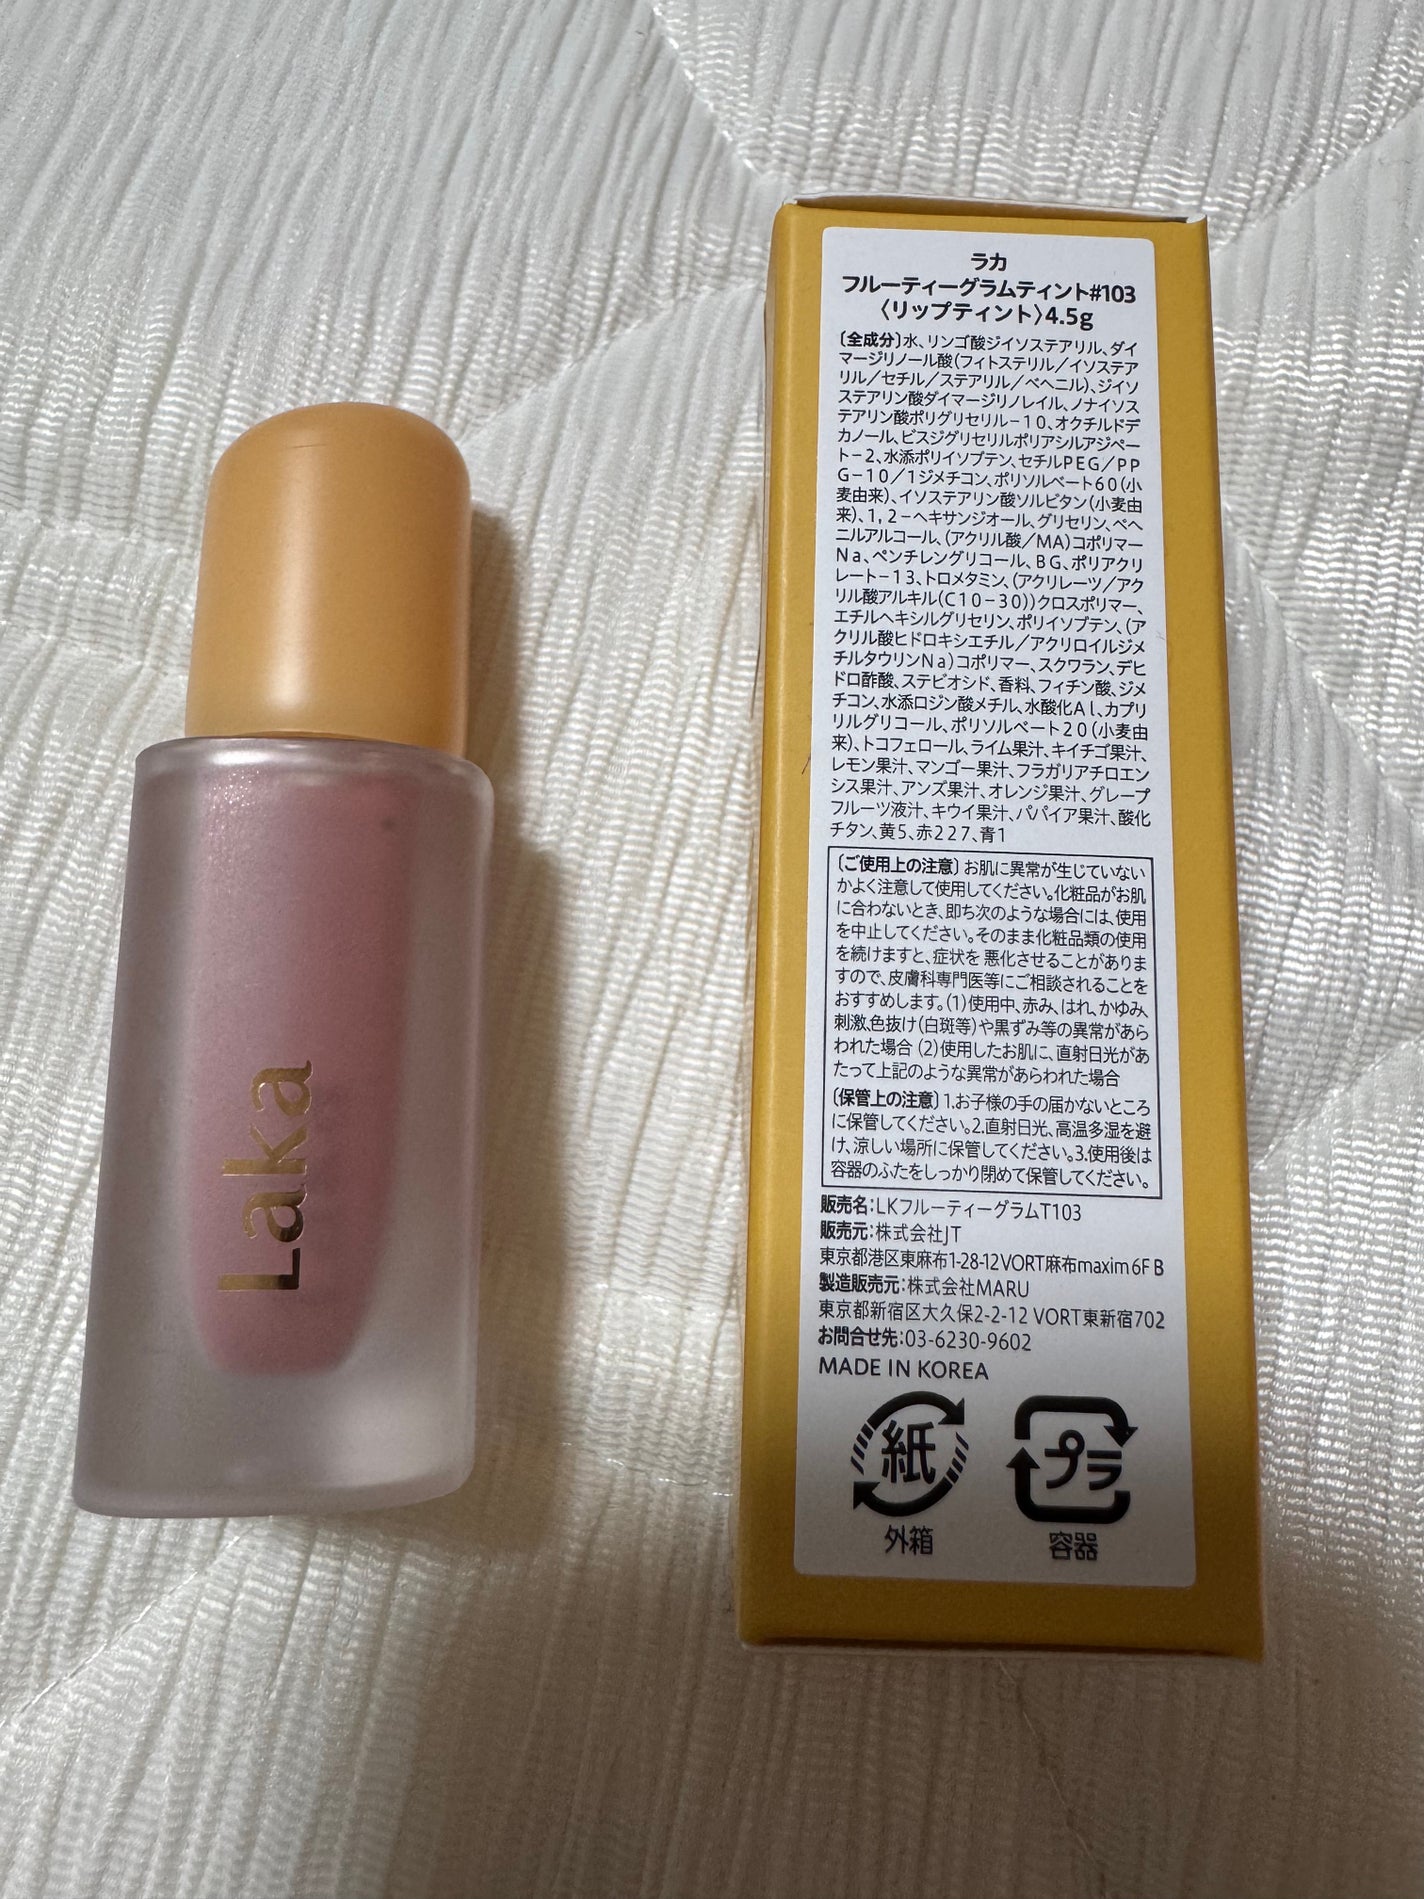 Laka
ラカ
フルーティーグラムティント#103
〈リップティント〉4.5g
〔全成分〕水、リンゴ酸ジイソステアリル、ダイ
マージリノール酸(フィトステリル/イソステア
リル/セチル/ステアリル/ベヘニル)、ジイソ
ステアリン酸ダイマージリノレイル、ノナイソス
テアリン酸ポリグリセリル-10、オクチルドデ
カノール、ビスジグリセリルポリアシルアジペー
ト-2、水添ポリイソブテン、セチルPEG/PP
G-10/1ジメチコン、ポリソルベート60(小
麦由来)、イソステアリン酸ソルビタン(小麦由
来)、1,2-ヘキサンジオール、グリセリン、ベヘ
ニルアルコール、(アクリル酸/MA)コポリマー
Na、ペンチレングリコール、BG、ポリアクリ
レート-13、トロメタミン、(アクリレーツ/アク
リル酸アルキル(C10-30))クロスポリマー、
エチルヘキシルグリセリン、ポリイソブテン、(ア
クリル酸ヒドロキシエチル/アクリロイルジメ
チルタウリンNa)コポリマー、スクワラン、デヒ
ドロ酢酸、ステビオシド、香料、フィチン酸、ジメ
チコン、水添ロジン酸メチル、水酸化Al、カプリ
リルグリコール、ポリソルベート20(小麦由
来)、トコフェロール、ライム果汁、キイチゴ果汁、
レモン果汁、マンゴー果汁、フラガリアチロエン
シス果汁、アンズ果汁、オレンジ果汁、グレープ
フルーツ液汁、キウイ果汁、パパイア果汁、酸化
チタン、黄5、赤227、青1
〔ご使用上の注意〕お肌に異常が生じていない
かよく注意して使用してください。化粧品がお肌
に合わないとき、即ち次のような場合には、使用
を中止してください。そのまま化粧品類の使用
を続けますと、症状を 悪化させることがありま
すので、皮膚科専門医等にご相談されることを
おすすめします。(1)使用中、赤み、はれ、かゆみ、
刺激、色抜け(白斑等)や黒ずみ等の異常があら
われた場合 (2)使用したお肌に、直射日光があ
たって上記のような異常があらわれた場合
〔保管上の注意〕1.お子様の手の届かないところ
に保管してください。2.直射日光、高温多湿を避
け、涼しい場所に保管してください。3.使用後は
容器のふたをしっかり閉めて保管してください。
販売名:LKフルーティーグラムT103
販売元:株式会社JT
東京都港区東麻布1-28-12VORT麻布maxim 6F B
製造販売元:株式会社MARU
東京都新宿区大久保2-2-12 VORT東新宿702
お問合せ先:03-6230-9602
MADE IN KOREA
紙 プラ
外箱 容器